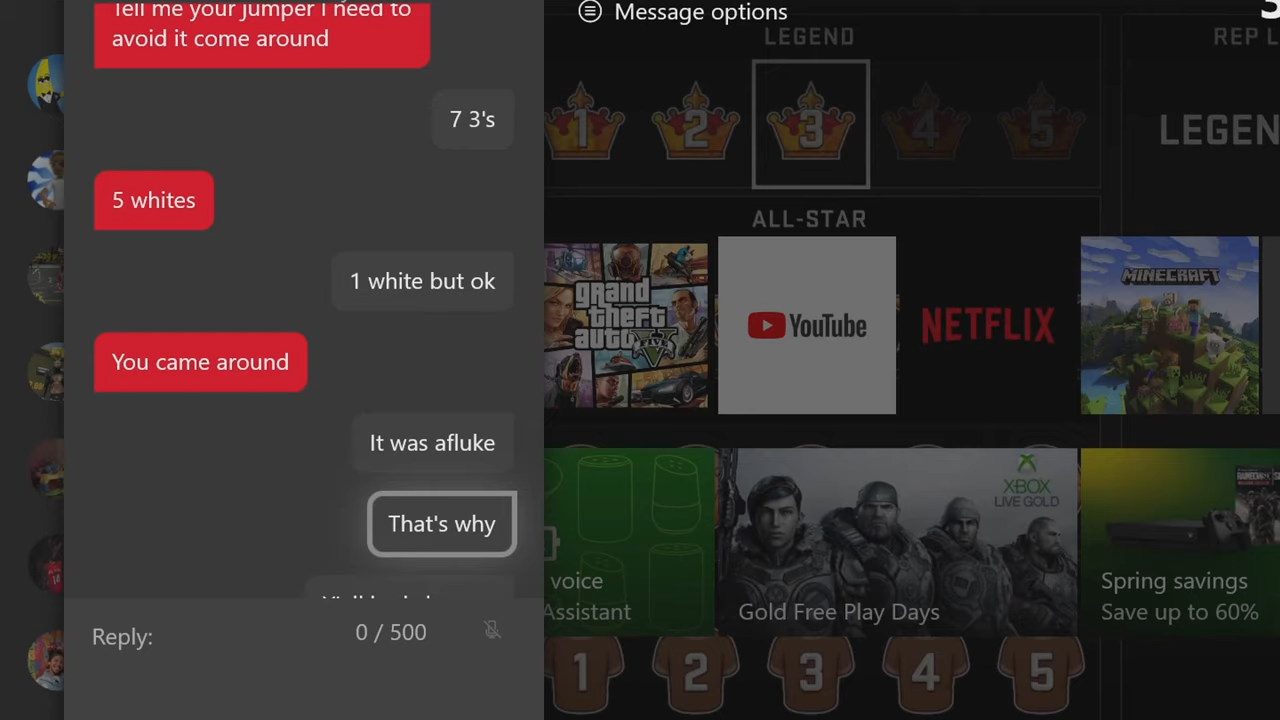 Tell me your jumper I need to
avoid it come around
7 3's
5 whites
1 white but ok
You came around
It was afluke
That's why
Reply:
0 / 500
Message options
LEGEND
REP L
1 2 3 4 5
LEGEN
ALL-STAR
grand
theft
auto
V
FIVE
YouTube
NETFLIX
MINECRAFT
voice
Assistant
XBOX
LIVE GOLD
Gold Free Play Days
Spring savings
Save up to 60%
1 2 3 4 5